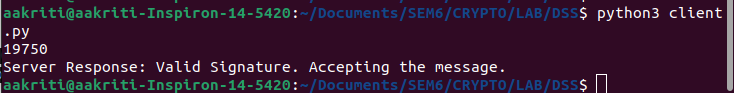 aakriti@aakriti-Inspiron-14-5420:~/Documents/SEM6/CRYPTO/LAB/DSS$ python3 client
.py
19750
Server Response: Valid Signature. Accepting the message.
aakriti@aakriti-Inspiron-14-5420:~/Documents/SEM6/CRYPTO/LAB/DSS$